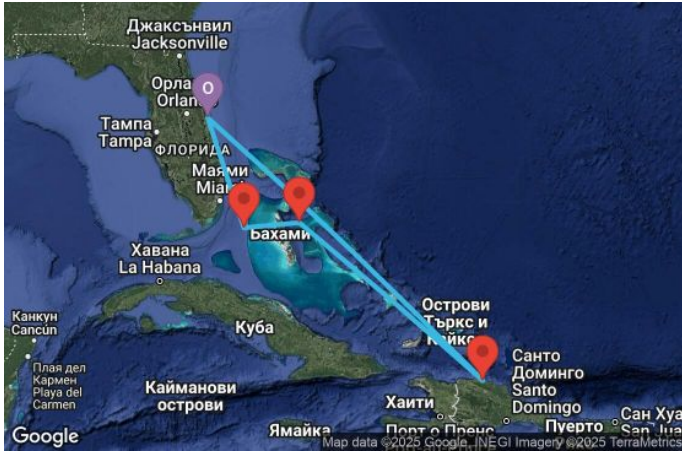 Джаксънвил
Jacksonville
Орла
Orlan
О
Тампа
Tampa
ФЛОРИДА
Маями
Miami
Бахами
Хавана
La Habana
Острови
Търкс и
Кайкос
Канкун
Cancún
Куба
Плая дел
Кармен
Playa del
Carmen
Кайманови
острови
Санто
Доминго
Santo
Domingo
Хаити
Ямайка
Порт о Пренс
Пуерто
Сан Хуа
San Jua
Google
Map data ©2025 Google, INEGI Imagery ©2025 TerraMetrics